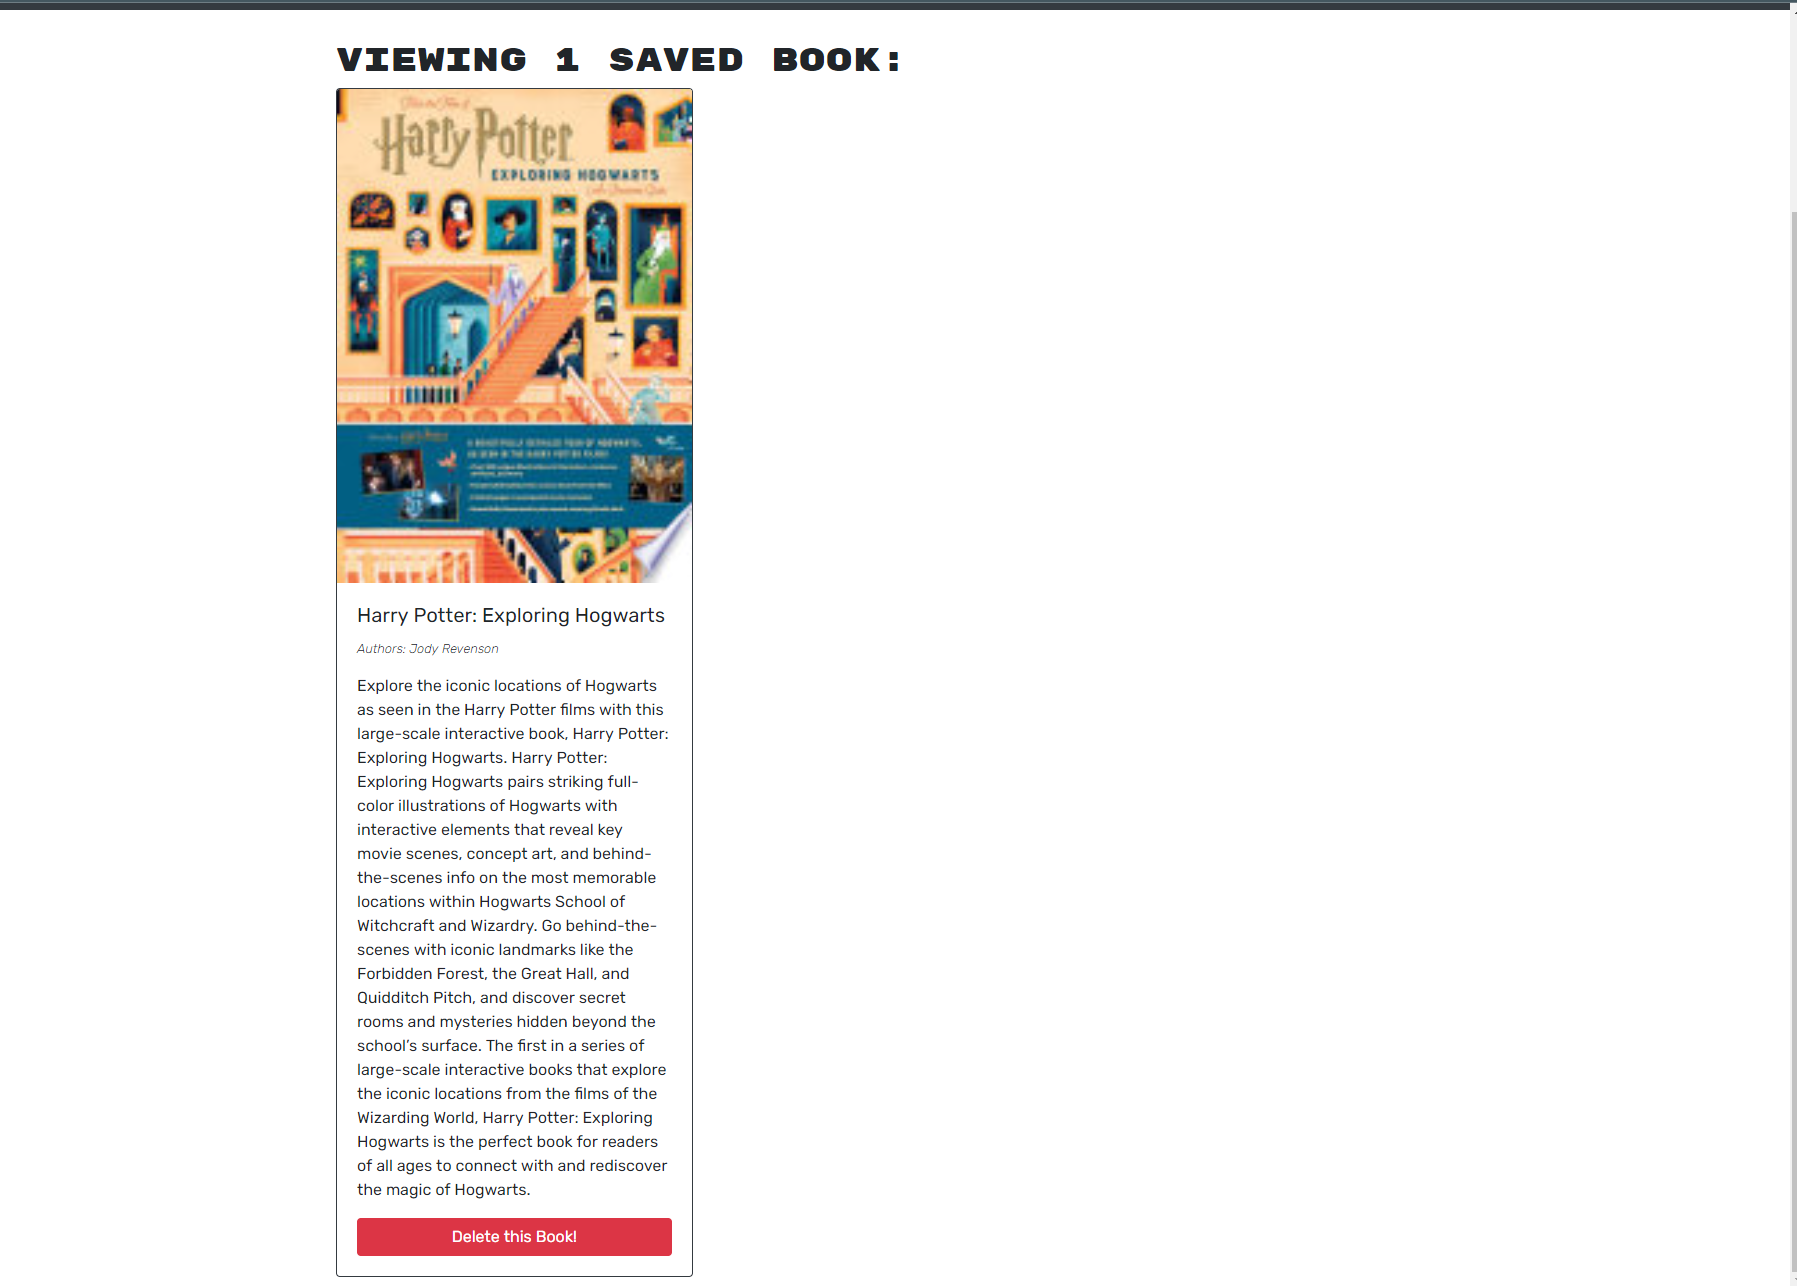 VIEWING 1 SAVED BOOK:
Harry Potter
EXPLORING HOGWARTS
Harry Potter: Exploring Hogwarts
Authors: Jody Revenson
Explore the iconic locations of Hogwarts
as seen in the Harry Potter films with this
large-scale interactive book, Harry Potter:
Exploring Hogwarts. Harry Potter:
Exploring Hogwarts pairs striking full-
color illustrations of Hogwarts with
interactive elements that reveal key
movie scenes, concept art, and behind-
the-scenes info on the most memorable
locations within Hogwarts School of
Witchcraft and Wizardry. Go behind-the-
scenes with iconic landmarks like the
Forbidden Forest, the Great Hall, and
Quidditch Pitch, and discover secret
rooms and mysteries hidden beyond the
school’s surface. The first in a series of
large-scale interactive books that explore
the iconic locations from the films of the
Wizarding World, Harry Potter: Exploring
Hogwarts is the perfect book for readers
of all ages to connect with and rediscover
the magic of Hogwarts.
Delete this Book!